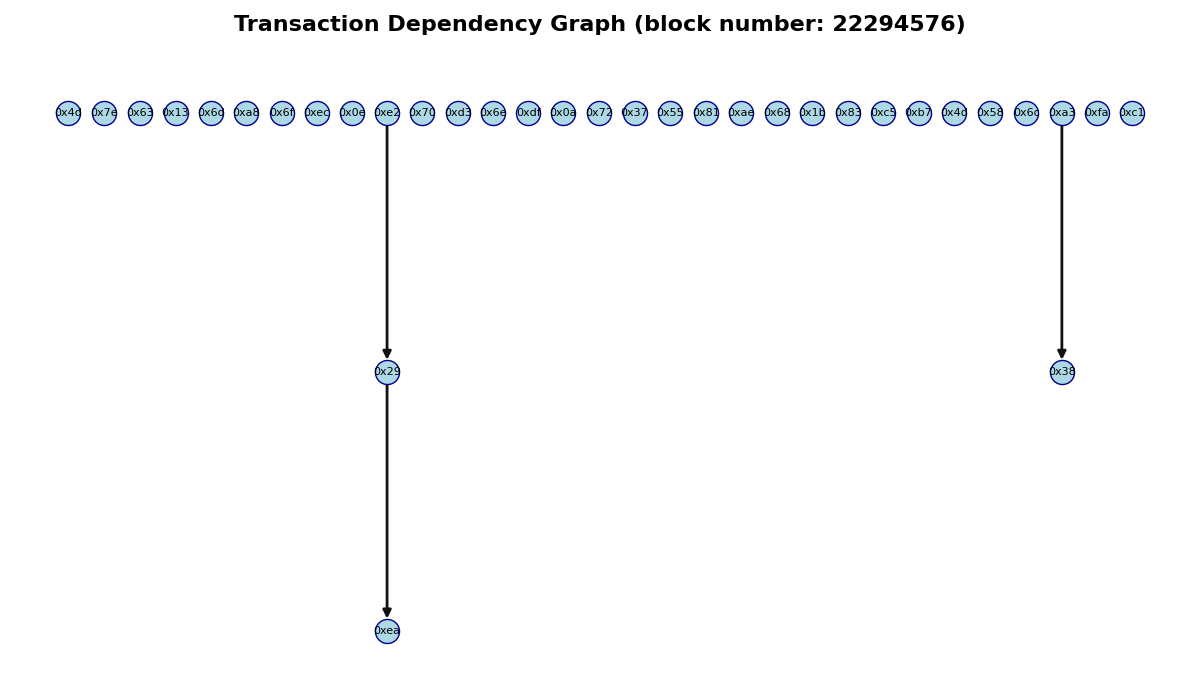 Transaction Dependency Graph (block number: 22294576)
0x4d 0x7e 0x63 0x13 0x6d 0xa8 0x6f 0xec 0x0e 0xe2 0x70 0xd3 0x6e 0xdf 0x0a 0x72 0x37 0x55 0x81 0xae 0x68 0x1b 0x83 0xc5 0xb7 0x4d 0x58 0x6c 0xa3 0xfa 0xc1
0x29 0x38
0xea